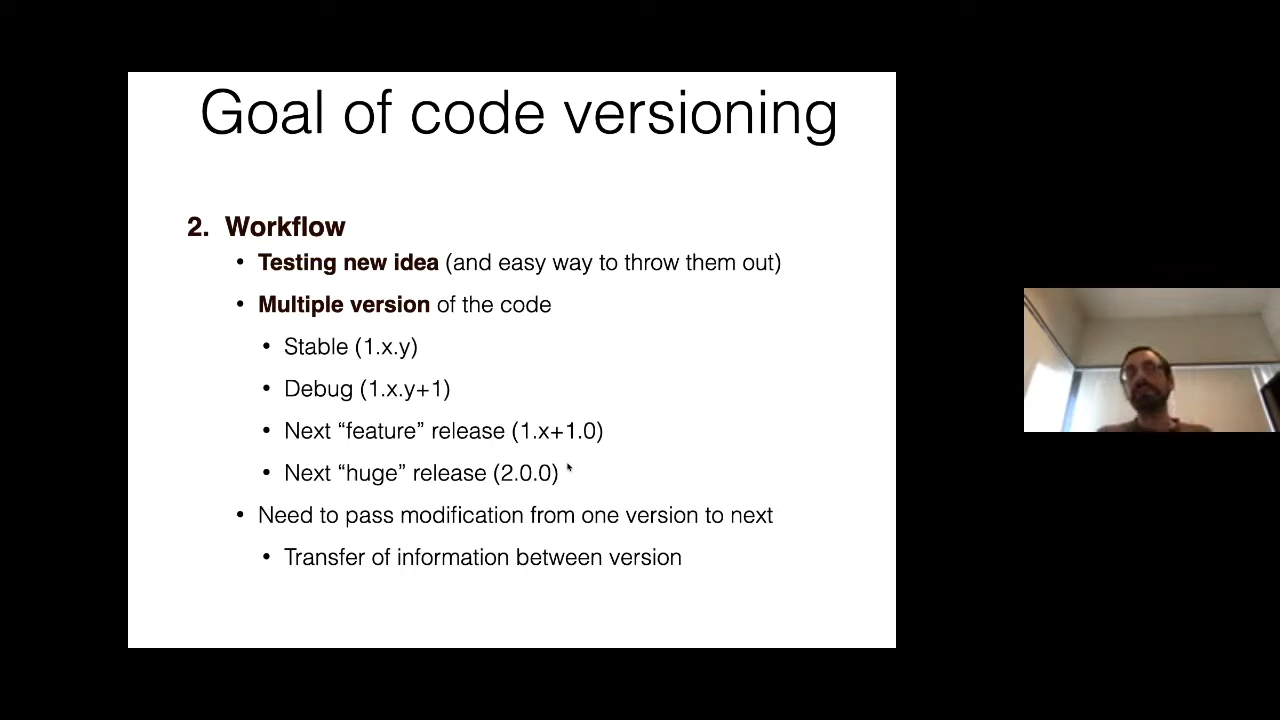 Goal of code versioning
2. Workflow
• Testing new idea (and easy way to throw them out)
• Multiple version of the code
• Stable (1.x.y)
• Debug (1.x.y+1)
• Next “feature” release (1.x+1.0)
• Next “huge” release (2.0.0)
• Need to pass modification from one version to next
• Transfer of information between version